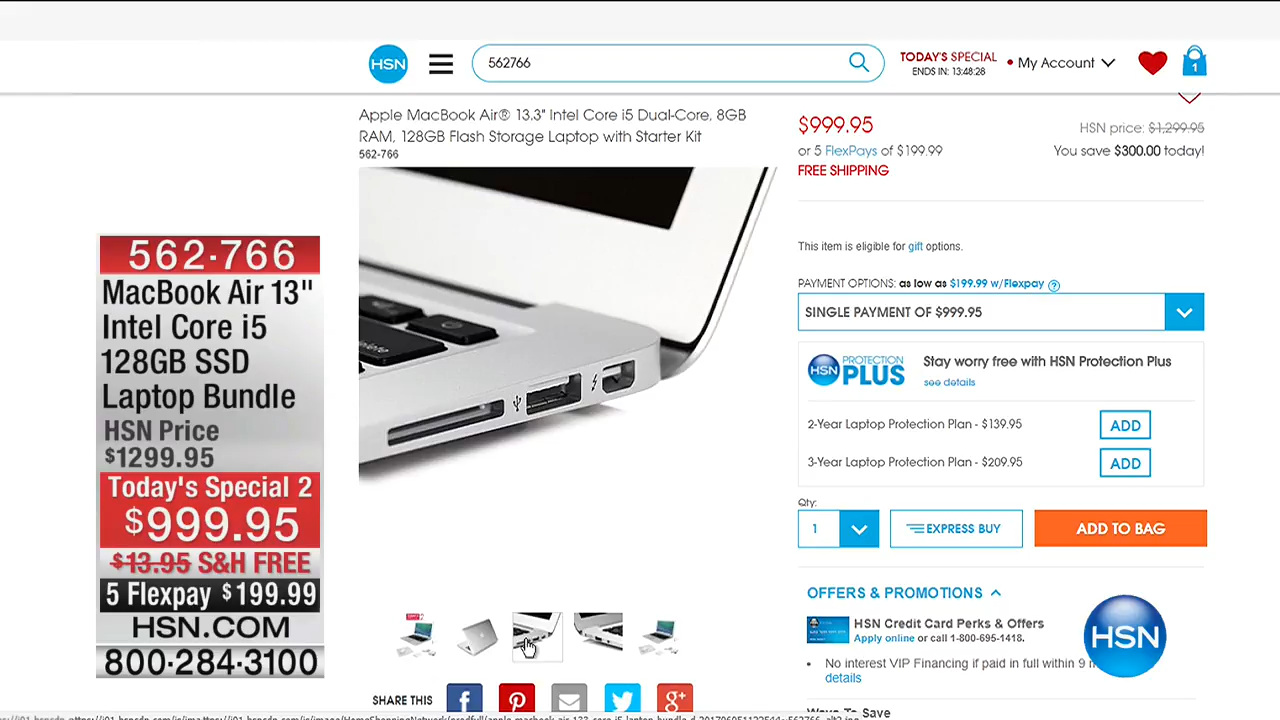 HSN
562766
TODAY'S SPECIAL
ENDS IN: 13:48:28
My Account
1
Apple MacBook Air® 13.3" Intel Core i5 Dual-Core, 8GB
RAM, 128GB Flash Storage Laptop with Starter Kit
562-766
$999.95
HSN price: $1,299.95
or 5 FlexPays of $199.99
You save $300.00 today!
FREE SHIPPING
This item is eligible for gift options.
PAYMENT OPTIONS: as low as $199.99 w/Flexpay ?
SINGLE PAYMENT OF $999.95
HSN PROTECTION PLUS
Stay worry free with HSN Protection Plus
see details
2-Year Laptop Protection Plan - $139.95
ADD
3-Year Laptop Protection Plan - $209.95
ADD
Qty:
1
EXPRESS BUY
ADD TO BAG
OFFERS & PROMOTIONS
HSN Credit Card Perks & Offers
Apply online or call 1-800-695-1418.
No interest VIP Financing if paid in full within 9
details
Ways To Save
HSN
562-766
MacBook Air 13"
Intel Core i5
128GB SSD
Laptop Bundle
HSN Price
$1299.95
Today's Special 2
$999.95
$13.95 S&H FREE
5 Flexpay $199.99
HSN.COM
800-284-3100
SHARE THIS